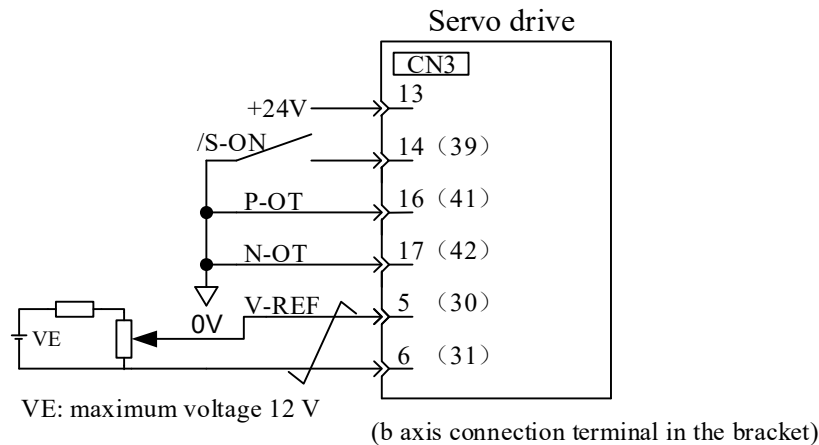 Servo drive
CN3
+24V 13
/S-ON 14（39）
P-OT 16（41）
N-OT 17（42）
V-REF 5（30）
0V
VE
6（31）
VE: maximum voltage 12 V
(b axis connection terminal in the bracket)